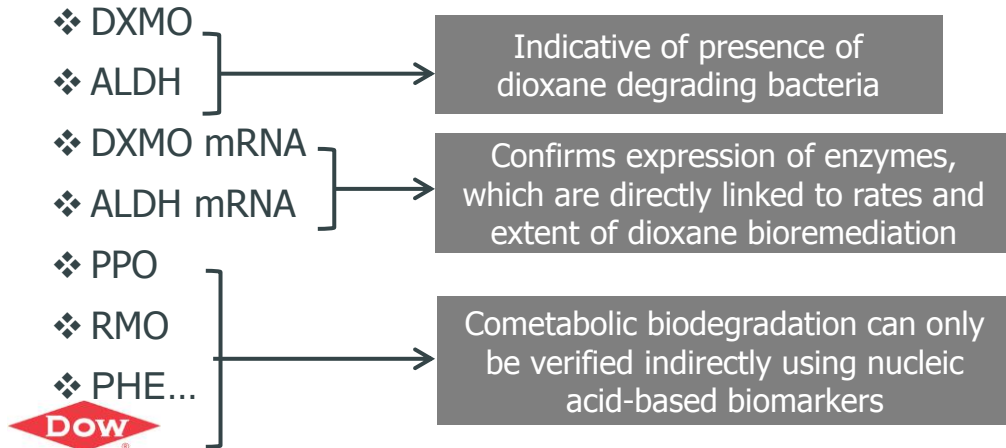 ❖ DXMO
❖ ALDH
Indicative of presence of
dioxane degrading bacteria
❖ DXMO mRNA
❖ ALDH mRNA
Confirms expression of enzymes,
which are directly linked to rates and
extent of dioxane bioremediation
❖ PPO
❖ RMO
❖ PHE...
Cometabolic biodegradation can only
be verified indirectly using nucleic
acid-based biomarkers
DOW
®